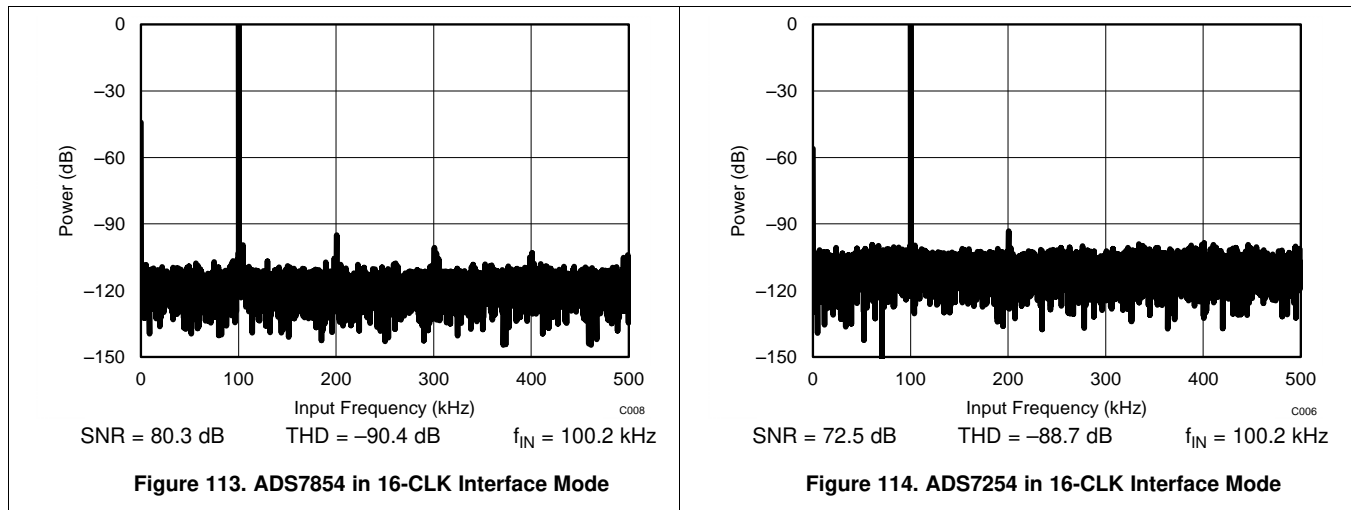 0
–30
–60
–90
–120
–150
Power (dB)
0 100 200 300 400 500
Input Frequency (kHz)
C008
SNR = 80.3 dB THD = –90.4 dB fIN = 100.2 kHz
Figure 113. ADS7854 in 16-CLK Interface Mode
0
–30
–60
–90
–120
–150
Power (dB)
0 100 200 300 400 500
Input Frequency (kHz)
C006
SNR = 72.5 dB THD = –88.7 dB fIN = 100.2 kHz
Figure 114. ADS7254 in 16-CLK Interface Mode